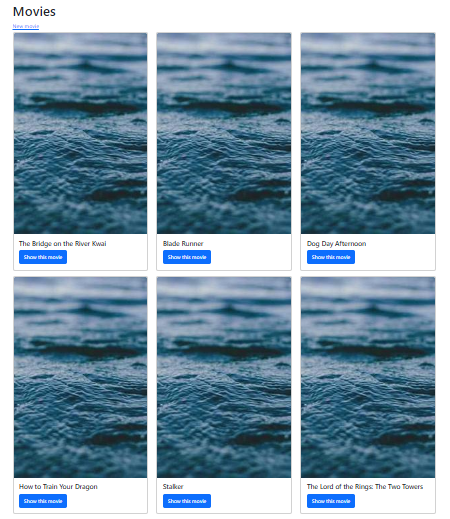 Movies
New movie
The Bridge on the River Kwai
Blade Runner
Dog Day Afternoon
Show this movie
Show this movie
Show this movie
How to Train Your Dragon
Stalker
The Lord of the Rings: The Two Towers
Show this movie
Show this movie
Show this movie